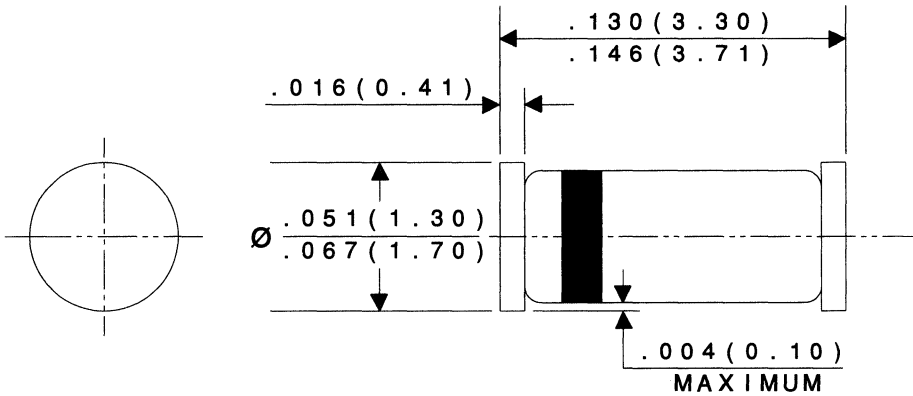 .130(3.30)
.146(3.71)
.016(0.41)
Ø .051(1.30)
.067(1.70)
.004(0.10)
MAXIMUM